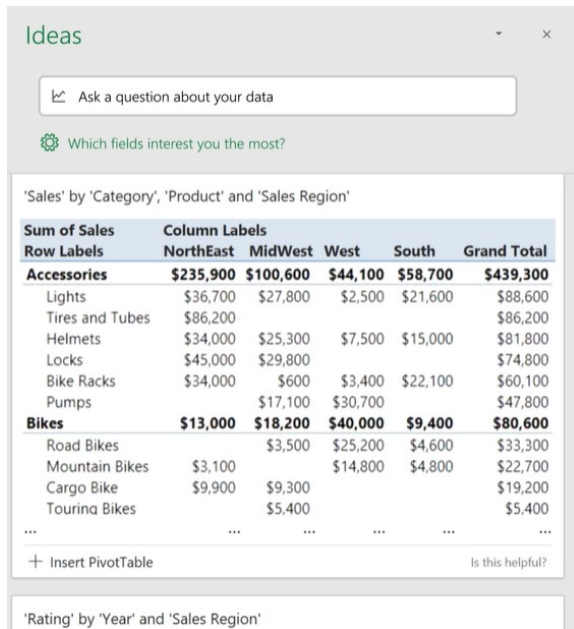 Ideas
Ask a question about your data
Which fields interest you the most?
'Sales' by 'Category', 'Product' and 'Sales Region'
Sum of Sales Column Labels
Row Labels NorthEast MidWest West South Grand Total
Accessories $235,900 $100,600 $44,100 $58,700 $439,300
Lights $36,700 $27,800 $2,500 $21,600 $88,600
Tires and Tubes $86,200 $86,200
Helmets $34,000 $25,300 $7,500 $15,000 $81,800
Locks $45,000 $29,800 $74,800
Bike Racks $34,000 $600 $3,400 $22,100 $60,100
Pumps $17,100 $30,700 $47,800
Bikes $13,000 $18,200 $40,000 $9,400 $80,600
Road Bikes $3,500 $25,200 $4,600 $33,300
Mountain Bikes $3,100 $14,800 $4,800 $22,700
Cargo Bike $9,900 $9,300 $19,200
Touring Bikes $5,400 $5,400
... ... ... ... ... ...
+ Insert PivotTable Is this helpful?
'Rating' by 'Year' and 'Sales Region'